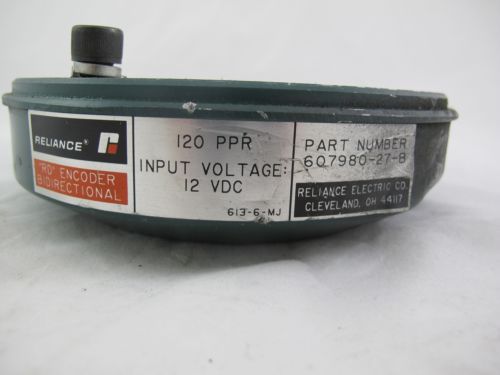 RELIANCE®
"RD" ENCODER
BIDIRECTIONAL
120 PPR
INPUT VOLTAGE:
12 VDC
613-6-MJ
PART NUMBER
607980-27-B
RELIANCE ELECTRIC CO.
CLEVELAND, OH 44117